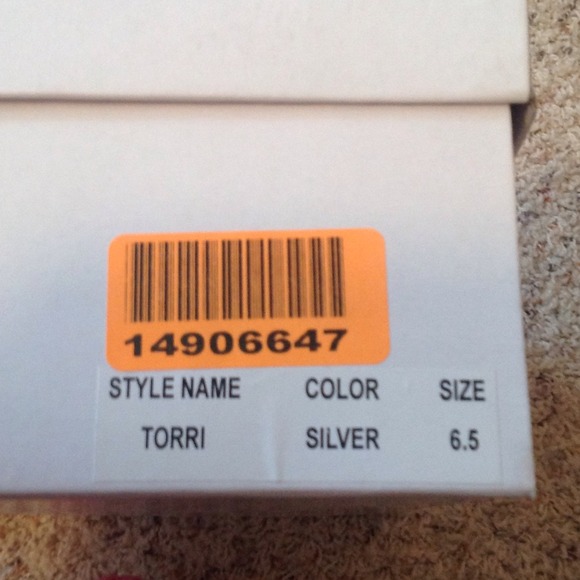 14906647
STYLE NAME COLOR SIZE
TORRI SILVER 6.5